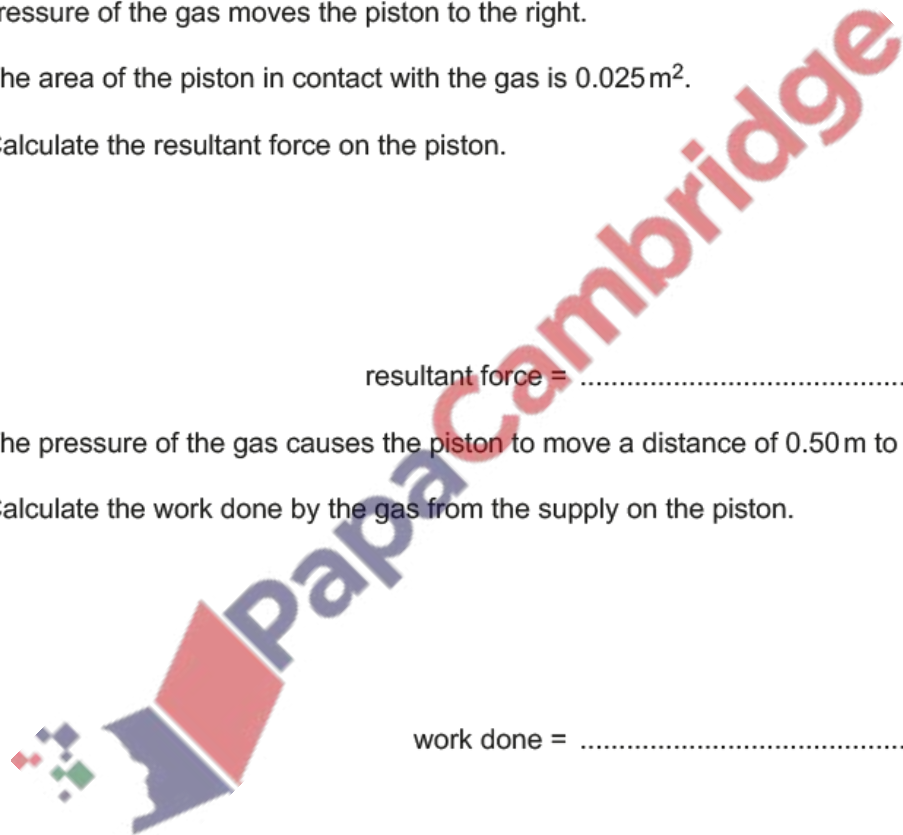 ressure of the gas moves the piston to the right.
he area of the piston in contact with the gas is 0.025 m².
alculate the resultant force on the piston.
resultant force = ..........................................
he pressure of the gas causes the piston to move a distance of 0.50 m to
alculate the work done by the gas from the supply on the piston.
work done = ..........................................
PapaCambridge